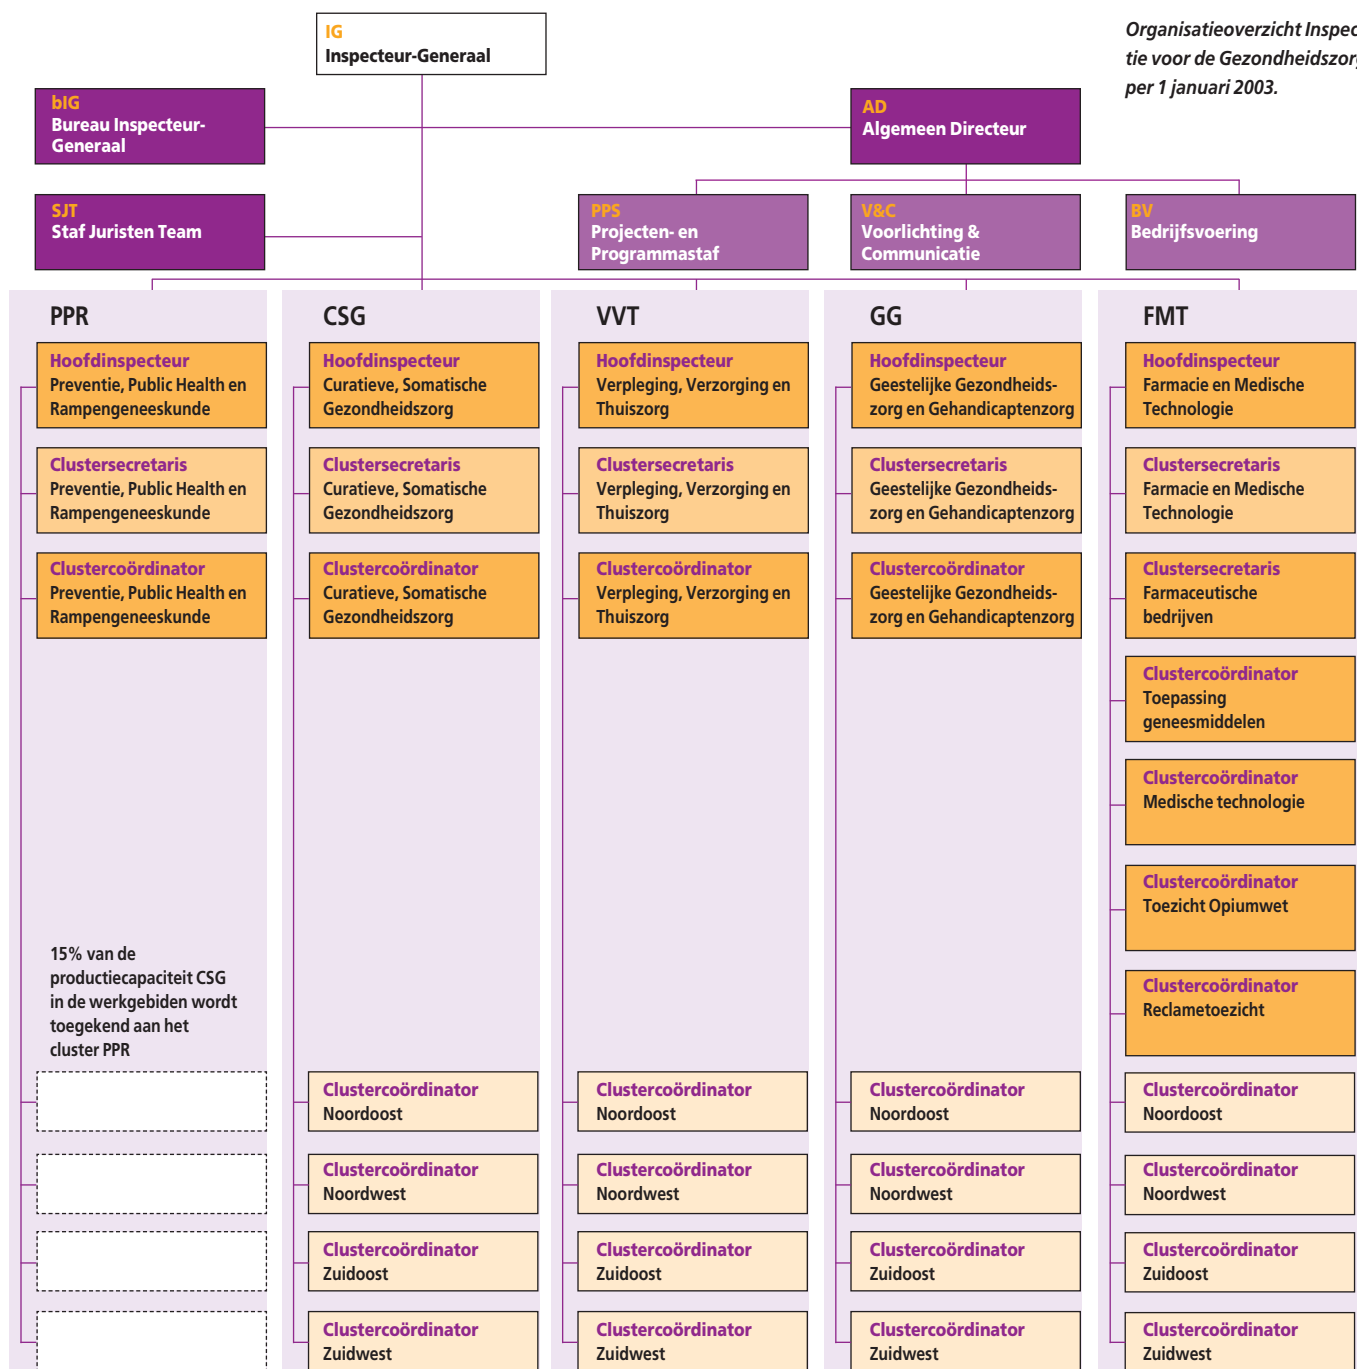 IG
Inspecteur-Generaal
Organisatieoverzicht Inspec-
tie voor de Gezondheidszorg
per 1 januari 2003.
bIG
Bureau Inspecteur-
Generaal
AD
Algemeen Directeur
SJT
Staf Juristen Team
PPS
Projecten- en
Programmastaf
V&C
Voorlichting &
Communicatie
BV
Bedrijfsvoering
PPR
Hoofdinspecteur
Preventie, Public Health en
Rampengeneeskunde
Clustersecretaris
Preventie, Public Health en
Rampengeneeskunde
Clustercoördinator
Preventie, Public Health en
Rampengeneeskunde
15% van de
productiecapaciteit CSG
in de werkgebiden wordt
toegekend aan het
cluster PPR
CSG
Hoofdinspecteur
Curatieve, Somatische
Gezondheidszorg
Clustersecretaris
Curatieve, Somatische
Gezondheidszorg
Clustercoördinator
Curatieve, Somatische
Gezondheidszorg
Clustercoördinator
Noordoost
Clustercoördinator
Noordwest
Clustercoördinator
Zuidoost
Clustercoördinator
Zuidwest
VVT
Hoofdinspecteur
Verpleging, Verzorging en
Thuiszorg
Clustersecretaris
Verpleging, Verzorging en
Thuiszorg
Clustercoördinator
Verpleging, Verzorging en
Thuiszorg
Clustercoördinator
Noordoost
Clustercoördinator
Noordwest
Clustercoördinator
Zuidoost
Clustercoördinator
Zuidwest
GG
Hoofdinspecteur
Geestelijke Gezondheids-
zorg en Gehandicaptenzorg
Clustersecretaris
Geestelijke Gezondheids-
zorg en Gehandicaptenzorg
Clustercoördinator
Geestelijke Gezondheids-
zorg en Gehandicaptenzorg
Clustercoördinator
Noordoost
Clustercoördinator
Noordwest
Clustercoördinator
Zuidoost
Clustercoördinator
Zuidwest
FMT
Hoofdinspecteur
Farmacie en Medische
Technologie
Clustersecretaris
Farmacie en Medische
Technologie
Clustersecretaris
Farmaceutische
bedrijven
Clustercoördinator
Toepassing
geneesmiddelen
Clustercoördinator
Medische technologie
Clustercoördinator
Toezicht Opiumwet
Clustercoördinator
Reclametoezicht
Clustercoördinator
Noordoost
Clustercoördinator
Noordwest
Clustercoördinator
Zuidoost
Clustercoördinator
Zuidwest